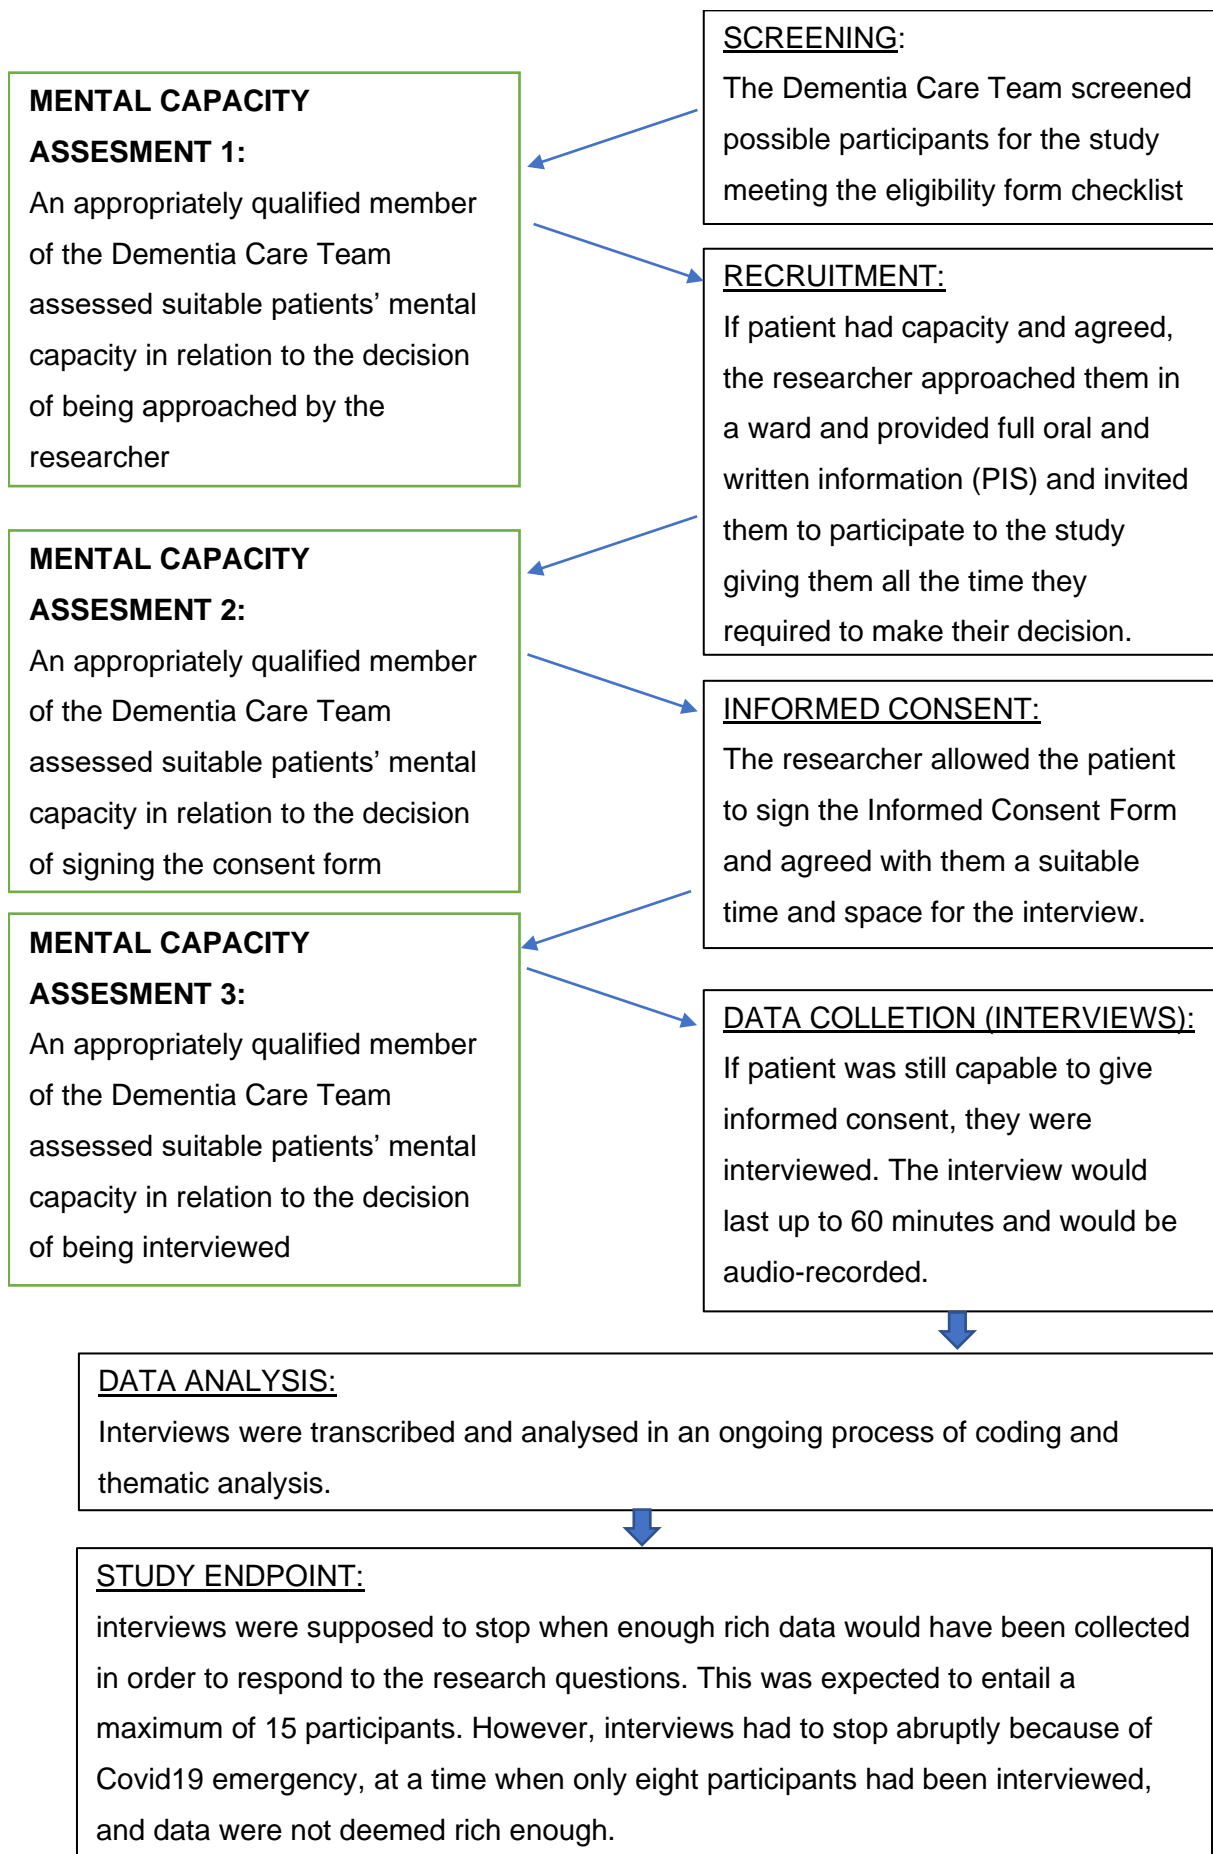 SCREENING:
The Dementia Care Team screened
possible participants for the study
meeting the eligibility form checklist
MENTAL CAPACITY
ASSESMENT 1:
An appropriately qualified member
of the Dementia Care Team
assessed suitable patients’ mental
capacity in relation to the decision
of being approached by the
researcher
RECRUITMENT:
If patient had capacity and agreed,
the researcher approached them in
a ward and provided full oral and
written information (PIS) and invited
them to participate to the study
giving them all the time they
required to make their decision.
MENTAL CAPACITY
ASSESMENT 2:
An appropriately qualified member
of the Dementia Care Team
assessed suitable patients’ mental
capacity in relation to the decision
of signing the consent form
INFORMED CONSENT:
The researcher allowed the patient
to sign the Informed Consent Form
and agreed with them a suitable
time and space for the interview.
MENTAL CAPACITY
ASSESMENT 3:
An appropriately qualified member
of the Dementia Care Team
assessed suitable patients’ mental
capacity in relation to the decision
of being interviewed
DATA COLLETION (INTERVIEWS):
If patient was still capable to give
informed consent, they were
interviewed. The interview would
last up to 60 minutes and would be
audio-recorded.
DATA ANALYSIS:
Interviews were transcribed and analysed in an ongoing process of coding and
thematic analysis.
STUDY ENDPOINT:
interviews were supposed to stop when enough rich data would have been collected
in order to respond to the research questions. This was expected to entail a
maximum of 15 participants. However, interviews had to stop abruptly because of
Covid19 emergency, at a time when only eight participants had been interviewed,
and data were not deemed rich enough.